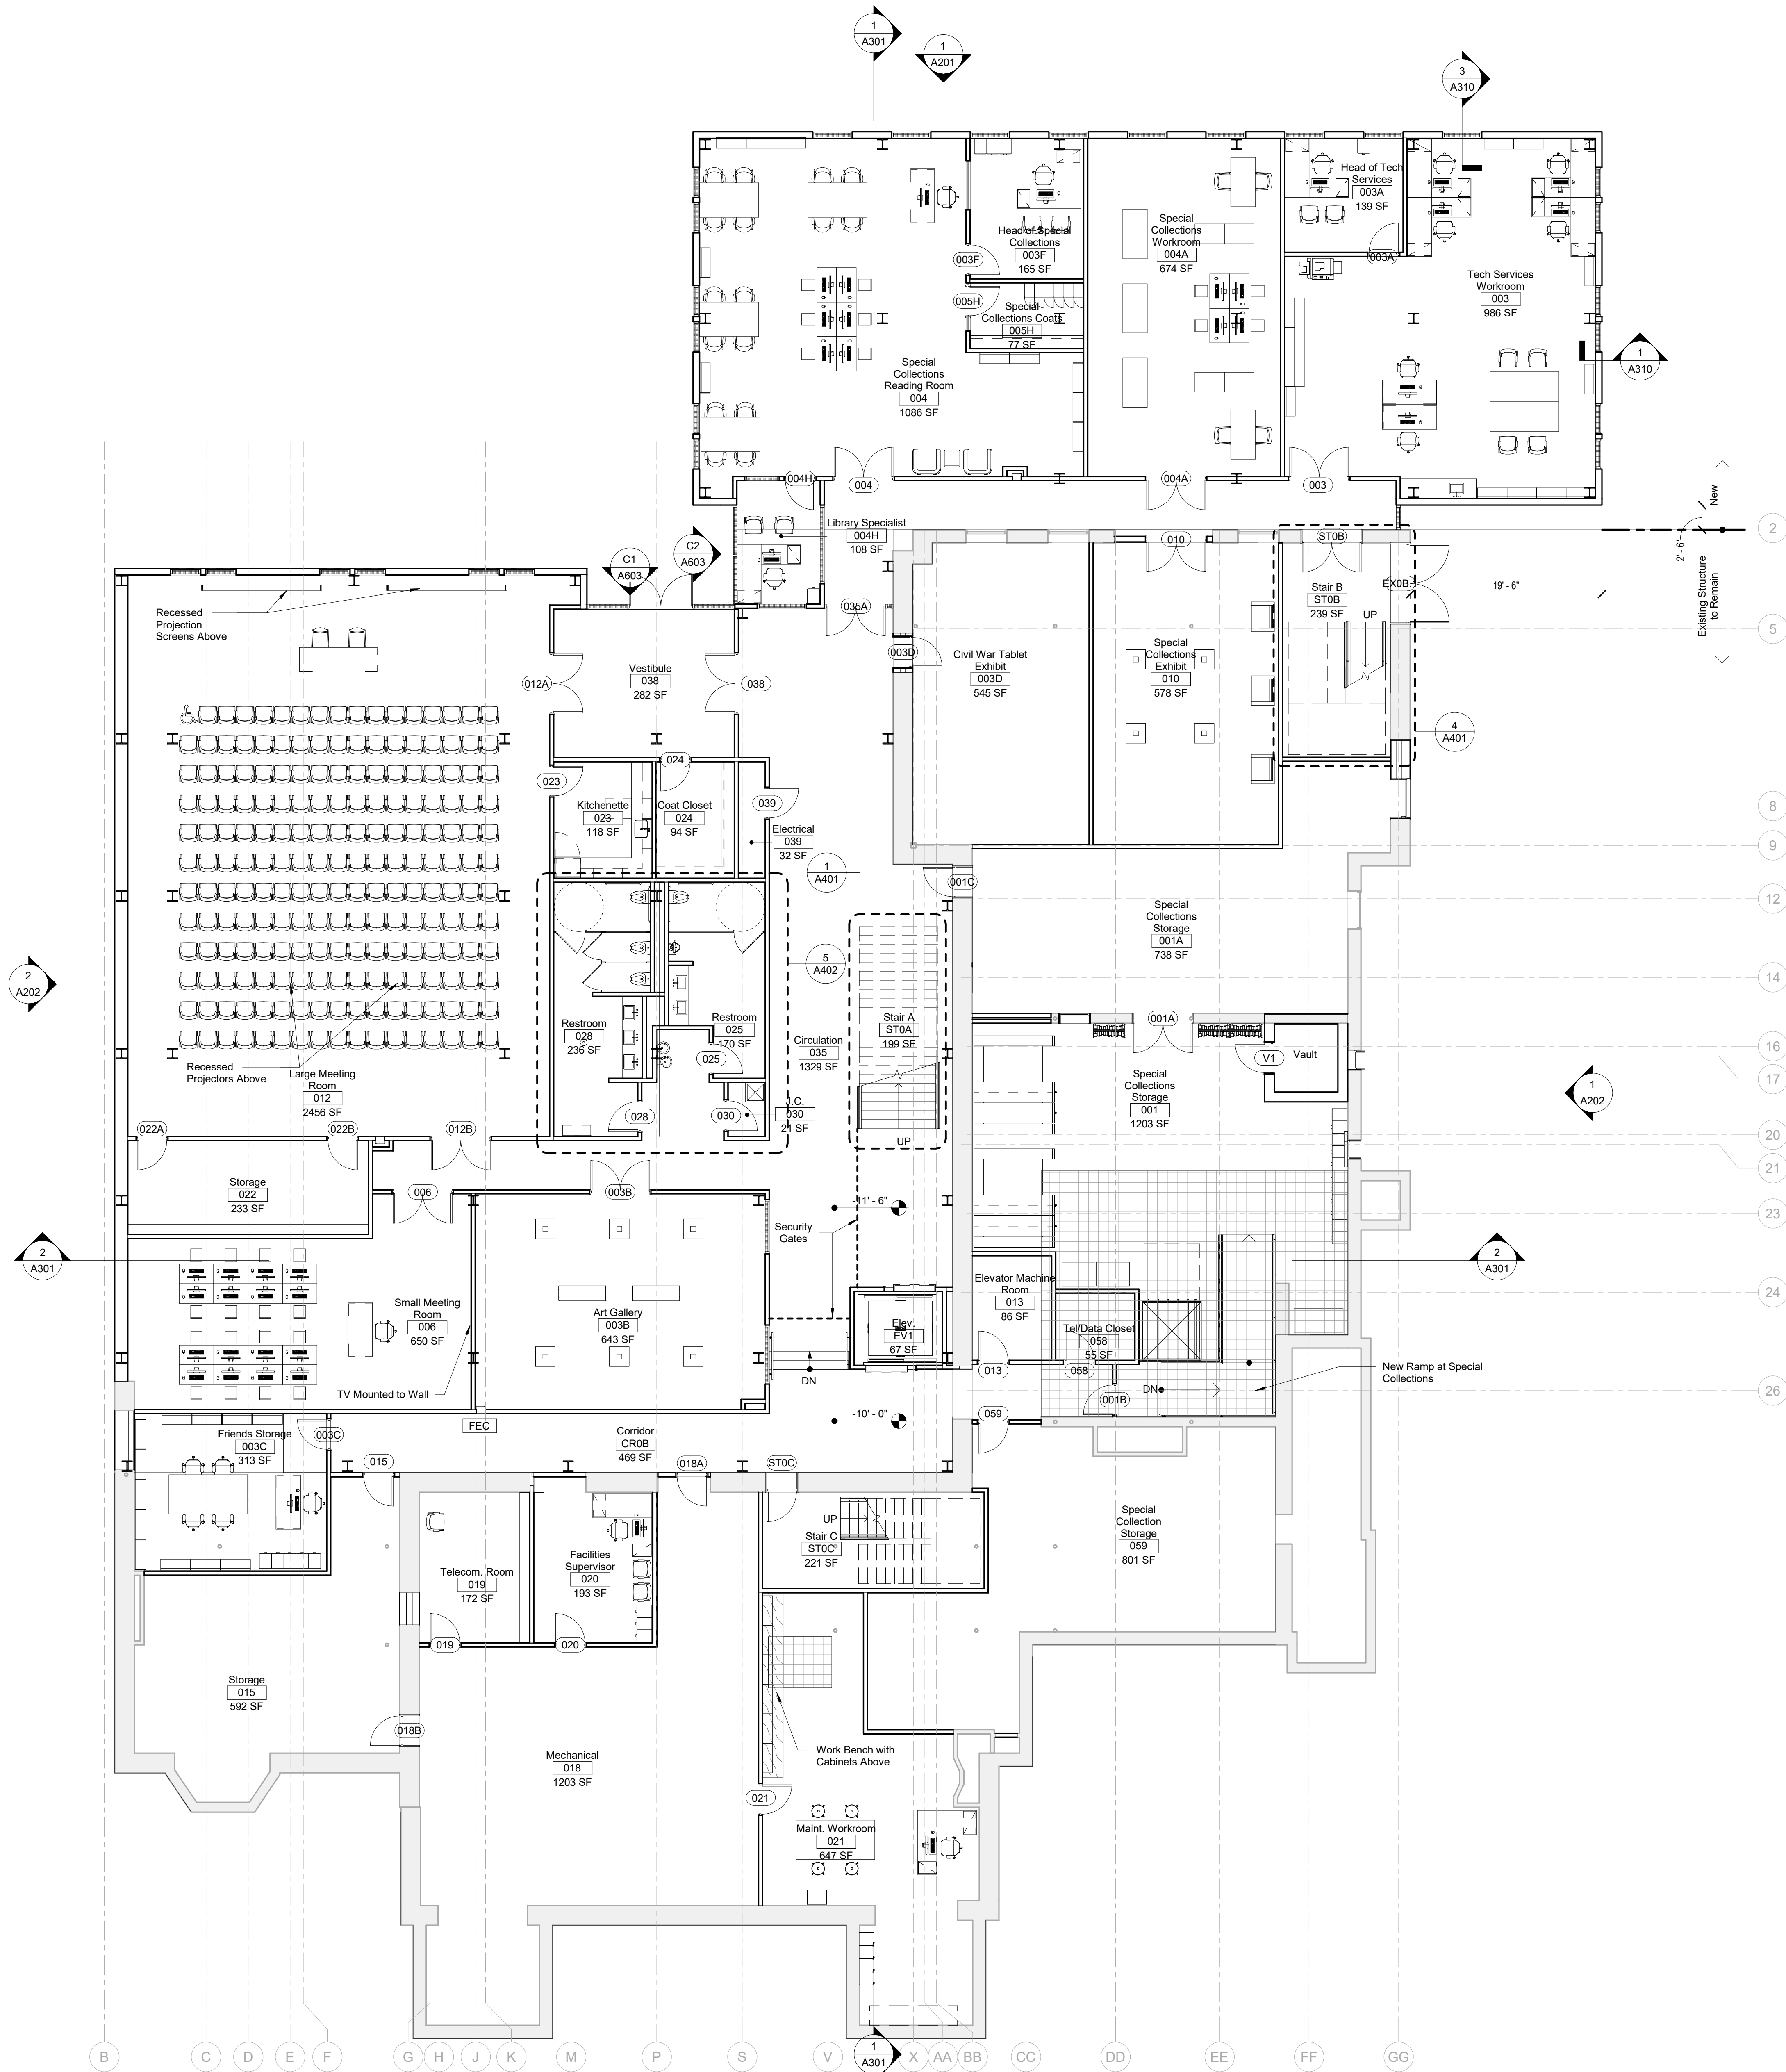 1
A301
1
A201
3
A310
Head of Tech
Services
003A
139 SF
Special
Collections
Workroom
004A
674 SF
Head of Special
Collections
003F
165 SF
003F
003A
Tech Services
Workroom
003
986 SF
005H
Special
Collections Coats
005H
77 SF
1
A310
Special
Collections
Reading Room
004
1086 SF
004H
004
004A
003
New
2
2' - 6"
19' - 6"
Existing Structure
to Remain
Library Specialist
004H
108 SF
C1
A603
C2
A603
010
ST0B
EX0B.
Stair B
ST0B
239 SF
UP
Recessed
Projection
Screens Above
035A
5
003D
Civil War Tablet
Exhibit
003D
545 SF
Special
Collections
Exhibit
010
578 SF
012A
Vestibule
038
282 SF
038
4
A401
023
024
Kitchenette
023
118 SF
Coat Closet
024
94 SF
039
Electrical
039
32 SF
8
9
1
A401
001C
12
Special
Collections
Storage
001A
738 SF
5
A402
14
2
A202
Restroom
028
236 SF
Restroom
025
170 SF
025
Circulation
035
1329 SF
Stair A
ST0A
199 SF
UP
001A
V1
Vault
16
17
1
A202
Recessed
Projectors Above
Large Meeting
Room
012
2456 SF
Special
Collections
Storage
001
1203 SF
028
030
J.C.
030
21 SF
20
21
022A
022B
012B
Storage
022
233 SF
006
003B
-11' - 6"
23
Security
Gates
2
A301
2
A301
Small Meeting
Room
006
650 SF
Art Gallery
003B
643 SF
Elev.
EV1
67 SF
Elevator Machine
Room
013
86 SF
24
Tel/Data Closet
058
55 SF
DN
013
058
001B
DN
New Ramp at Special
Collections
26
TV Mounted to Wall
FEC
-10' - 0"
059
Friends Storage
003C
313 SF
003C
Corridor
CR0B
469 SF
015
018A
ST0C
UP
Stair C
ST0C
221 SF
Special
Collection
Storage
059
801 SF
Telecom. Room
019
172 SF
Facilities
Supervisor
020
193 SF
019
020
Storage
015
592 SF
018B
Mechanical
018
1203 SF
Work Bench with
Cabinets Above
021
Maint. Workroom
021
647 SF
B
C
D
E
F
G
H
J
K
M
P
S
V
1
A301
X
AA
BB
CC
DD
EE
FF
GG